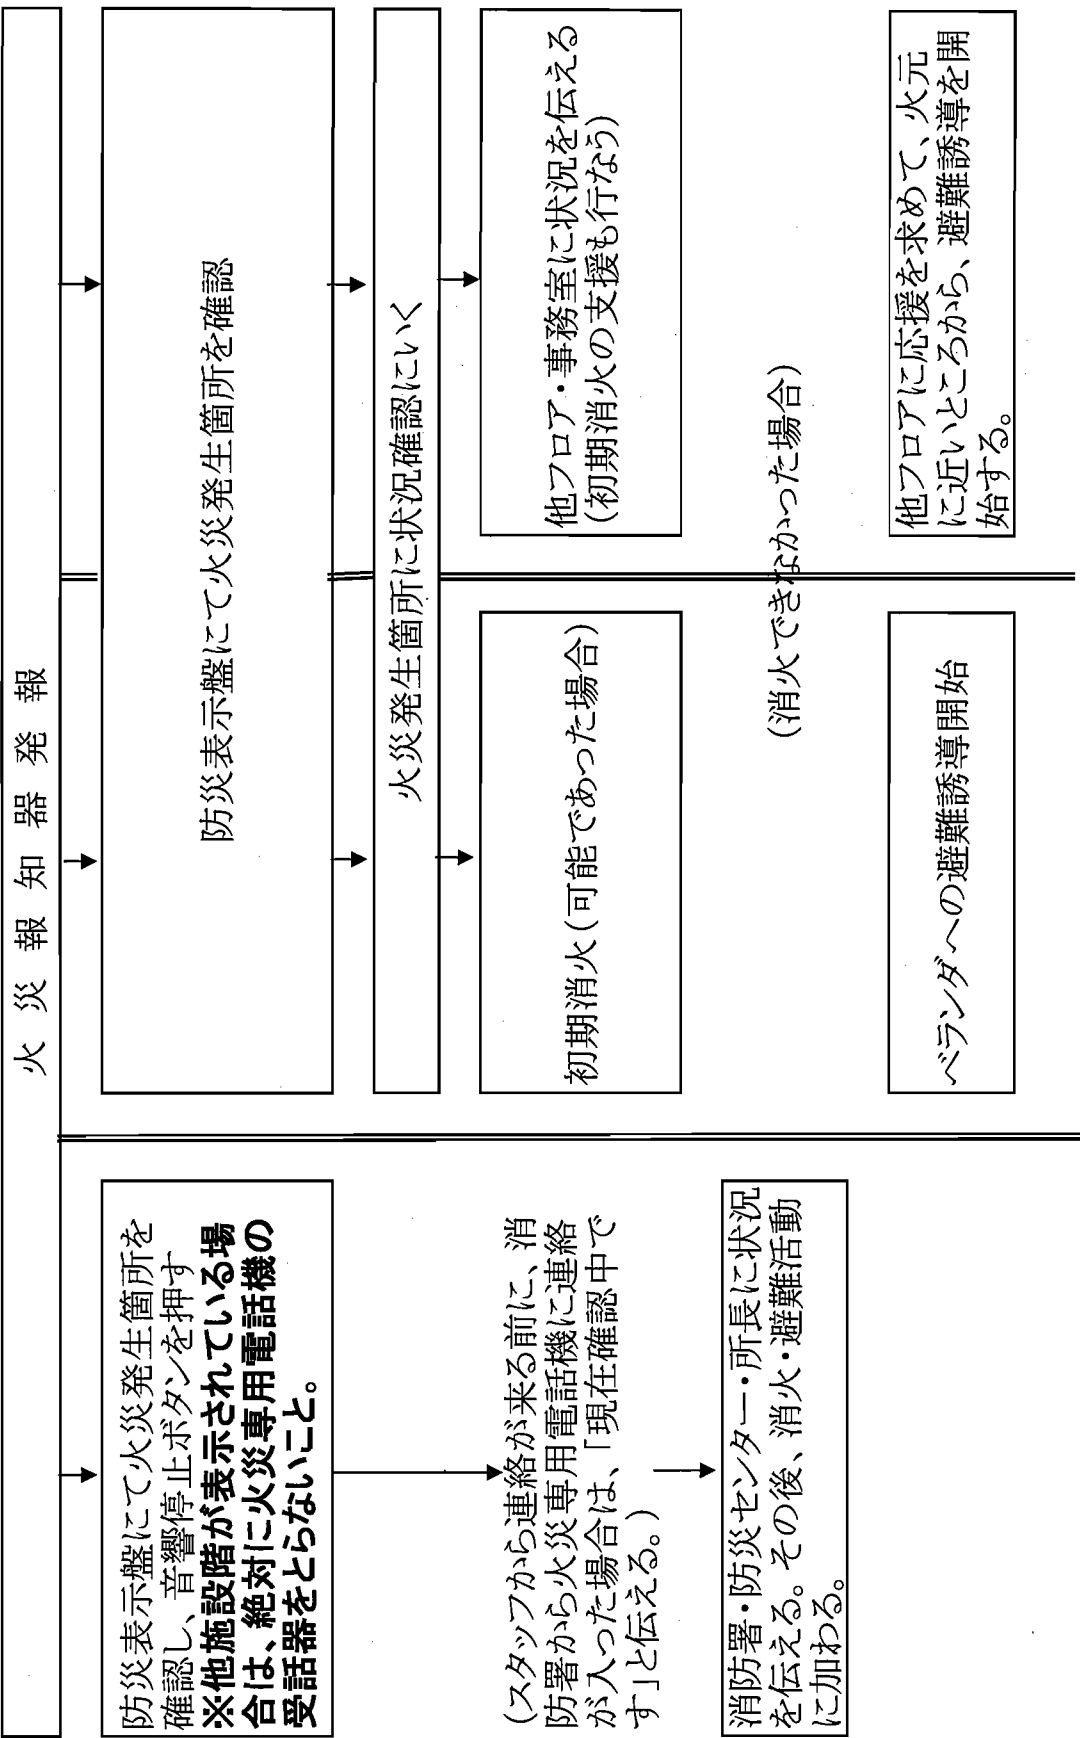 火災報知器発報
防災表示盤にて火災発生箇所を
確認し、音響停止ボタンを押す
※他施設階が表示されている場
合は、絶対に火災専用電話機の
受話器をとらないこと。
(スタッフから連絡が来る前に、消
防署から火災専用電話機に連絡
が入った場合は、「現在確認中で
す」と伝える。)
消防署・防災センター・所長に状況
を伝える。その後、消火・避難活動
に加わる。
防災表示盤にて火災発生箇所を確認
火災発生箇所に状況確認にいく
初期消火(可能であった場合)
他フロア・事務室に状況を伝える
(初期消火の支援も行なう)
(消火できなかった場合)
ベランダへの避難誘導開始
他フロアに応援を求めて、火元
に近いところから、避難誘導を開
始する。